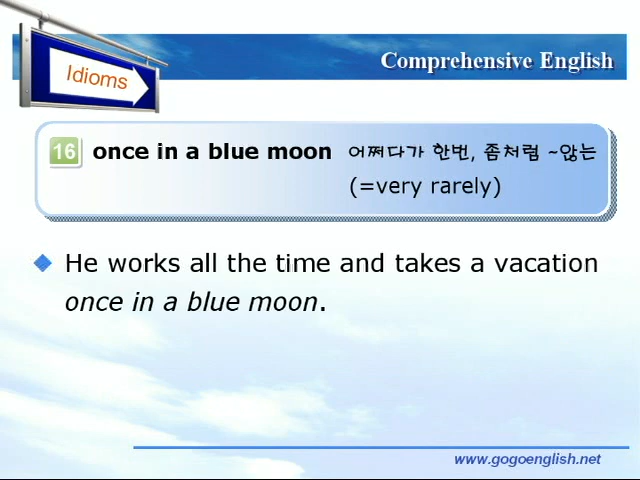 Idioms
Comprehensive English
16 once in a blue moon 어쩌다가 한번, 좀처럼 ~않는
(=very rarely)
He works all the time and takes a vacation
once in a blue moon.
www.gogoenglish.net